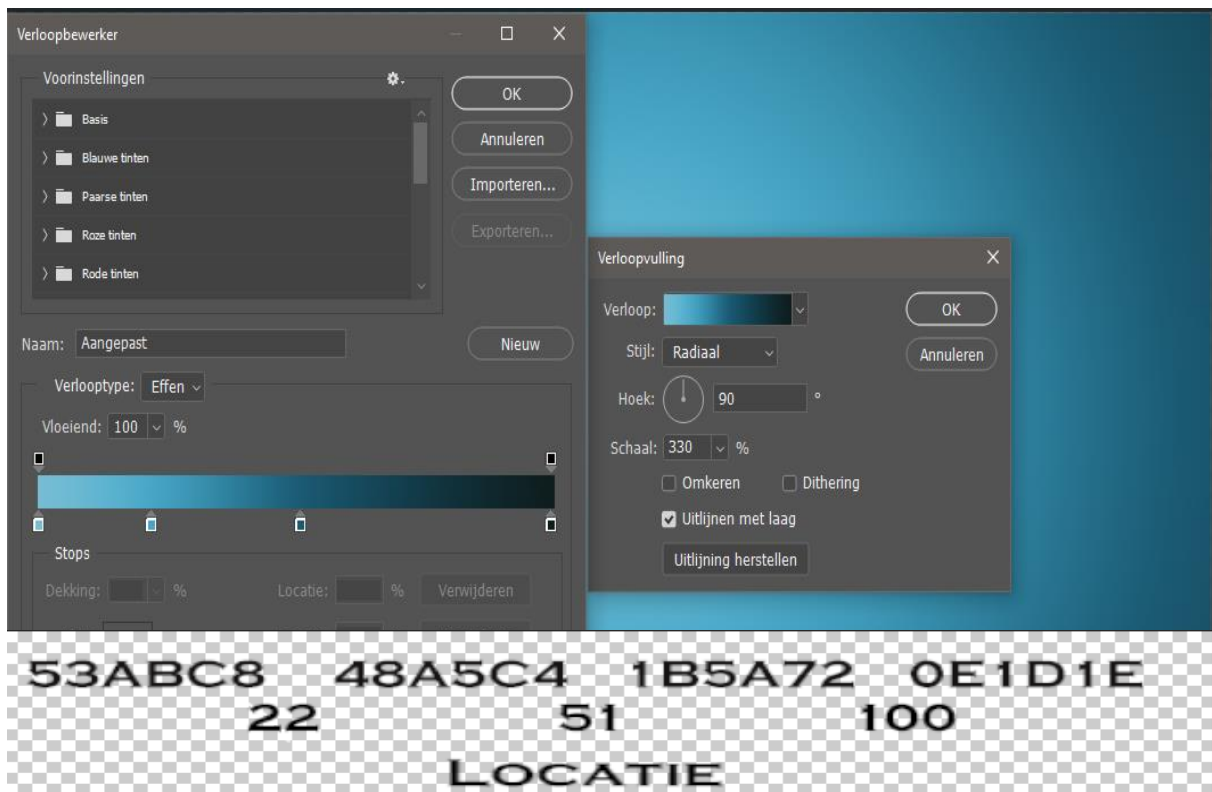 Verloopbewerker
Voorinstellingen
Basis
Blauwe tinten
Paarse tinten
Roze tinten
Rode tinten
OK
Annuleren
Importeren...
Exporteren...
Naam: Aangepast
Nieuw
Verlooptype: Effen
Vloeiend: 100 %
Stops
Dekking: % Locatie: % Verwijderen
Verloopvulling
Verloop:
OK
Stijl: Radiaal
Annuleren
Hoek: 90 °
Schaal: 330 %
Omkeren Dithering
Uitlijnen met laag
Uitlijning herstellen
53ABC8 48A5C4 1B5A72 0E1D1E
22 51 100
LOCATIE